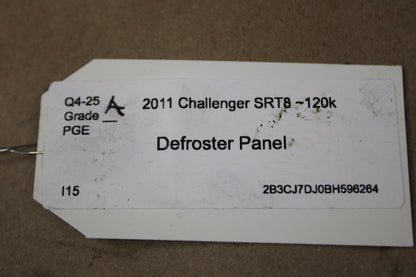 Q4-25
Grade A
PGE
2011 Challenger SRT8 ~120k
Defroster Panel
I15
2B3CJ7DJ0BH596264